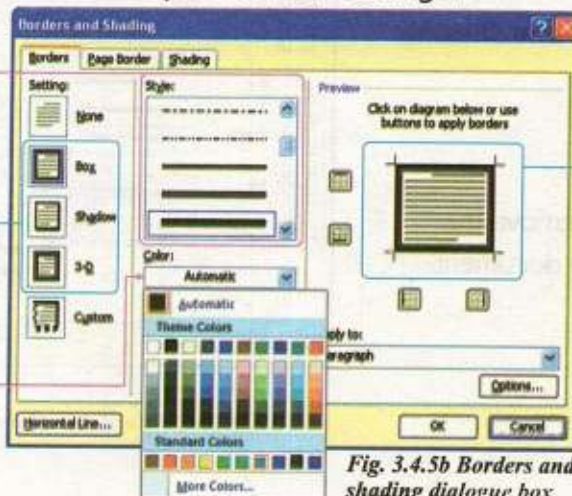 Borders and Shading
Borders Page Border Shading
Setting:
None
Box
Shadow
3-D
Custom
Style:
Color:
Automatic
Automatic
Theme Colors
Standard Colors
More Colors...
Preview
Click on diagram below or use
buttons to apply borders
Apply to:
Paragraph
Options...
Horizontal Line...
OK Cancel
Fig. 3.4.5b Borders and
shading dialogue box